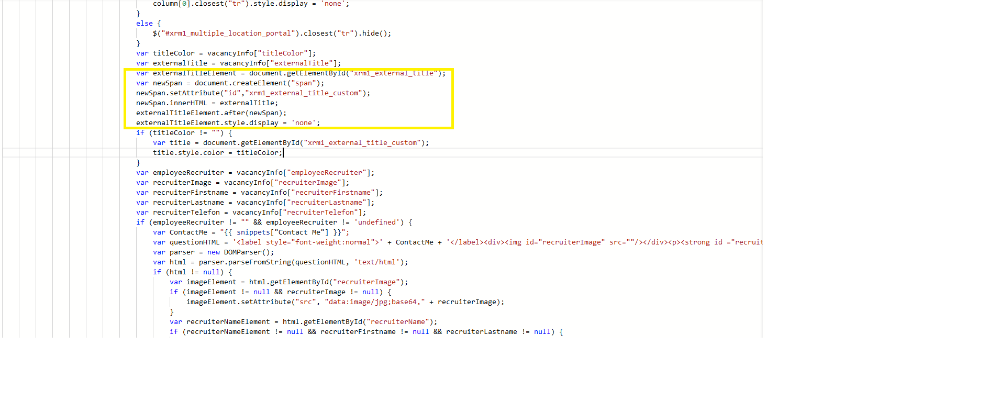 column[0].closest("tr").style.display = 'none';
}
else {
$("#xrm1_multiple_location_portal").closest("tr").hide();
}
var titleColor = vacancyInfo["titleColor"];
var externalTitle = vacancyInfo["externalTitle"];
var externalTitleElement = document.getElementById("xrm1_external_title");
var newSpan = document.createElement("span");
newSpan.setAttribute("id","xrm1_external_title_custom");
newSpan.innerHTML = externalTitle;
externalTitleElement.after(newSpan);
externalTitleElement.style.display = 'none';
if (titleColor != "") {
var title = document.getElementById("xrm1_external_title_custom");
title.style.color = titleColor;
}
var employeeRecruiter = vacancyInfo["employeeRecruiter"];
var recruiterImage = vacancyInfo["recruiterImage"];
var recruiterFirstname = vacancyInfo["recruiterFirstname"];
var recruiterLastname = vacancyInfo["recruiterLastname"];
var recruiterTelefon = vacancyInfo["recruiterTelefon"];
if (employeeRecruiter != "" && employeeRecruiter != 'undefined') {
var ContactMe = "{{ snippets["Contact Me"] }}";
var questionHTML = '<label style="font-weight:normal">' + ContactMe + '</label><div><img id="recruiterImage" src=""/></div><p><strong id ="recruit
var parser = new DOMParser();
var html = parser.parseFromString(questionHTML, 'text/html');
if (html != null) {
var imageElement = html.getElementById("recruiterImage");
if (imageElement != null && recruiterImage != null) {
imageElement.setAttribute("src", "data:image/jpg;base64," + recruiterImage);
}
var recruiterNameElement = html.getElementById("recruiterName");
if (recruiterNameElement != null && recruiterFirstname != null && recruiterLastname != null) {